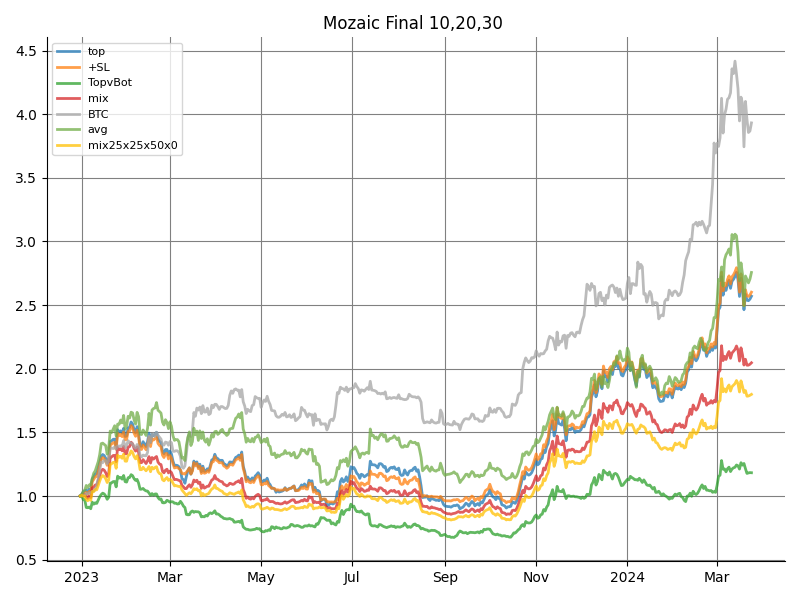 Mozaic Final 10,20,30
top
+SL
TopvBot
mix
BTC
avg
mix25x25x50x0
4.5
4.0
3.5
3.0
2.5
2.0
1.5
1.0
0.5
2023
Mar
May
Jul
Sep
Nov
2024
Mar